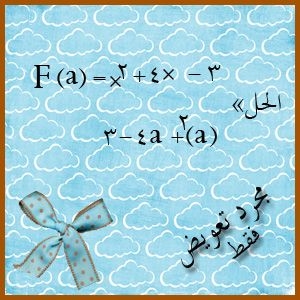 F(a) = x² + ٤x - ٣
الحل»
٣ - ٤a + ²(a)
مجرد تعويض
فقط